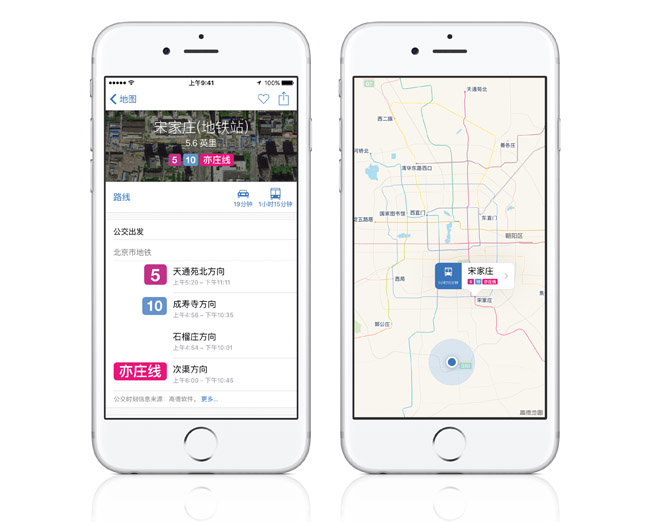 上午9:41
100%
地图
宋家庄(地铁站)
5.6 英里
5 10 亦庄线
路线
19分钟
1小时15分钟
公交出发
北京市地铁
5
天通苑北方向
上午5:20 – 下午11:11
10
成寿寺方向
上午4:56 – 下午10:35
石榴庄方向
上午4:54 – 下午10:01
亦庄线
次渠方向
上午6:00 – 下午10:45
公交时刻信息来源：高德软件。 更多...
天通苑北
西二旗
清华东路西口
国家图书馆
西直门
东直门
朝阳区
宋家庄
5 10 亦庄线
西局
宋家庄
郭公庄
高德地图